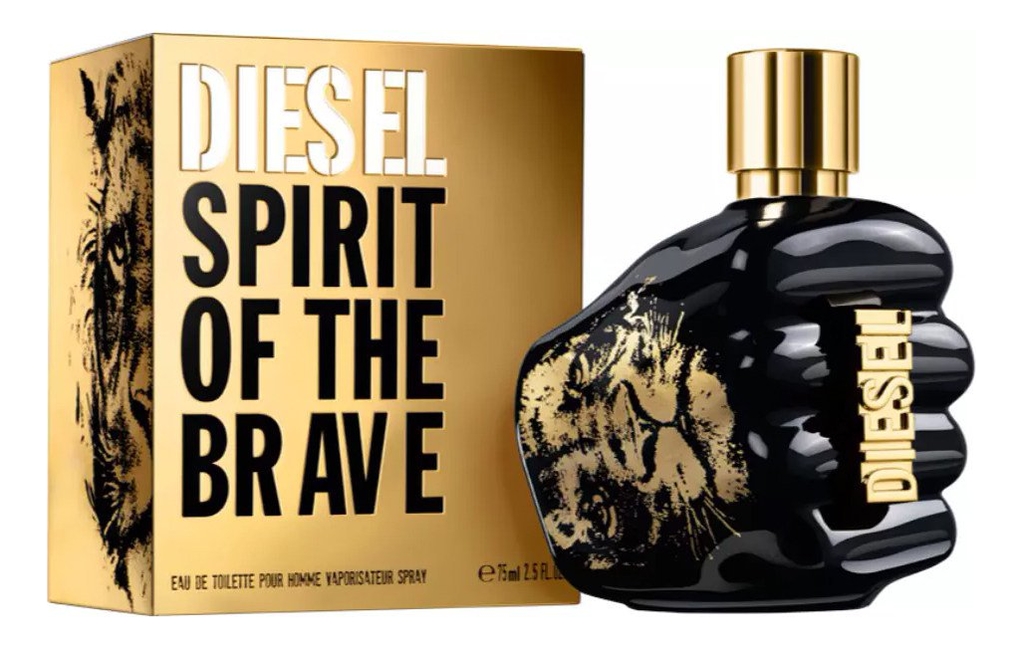 DIESEL
SPIRIT
OF THE
BRAVE
EAU DE TOILETTE POUR HOMME VAPORISATEUR SPRAY
℮ 75ml 2.5 FL.
DIESEL